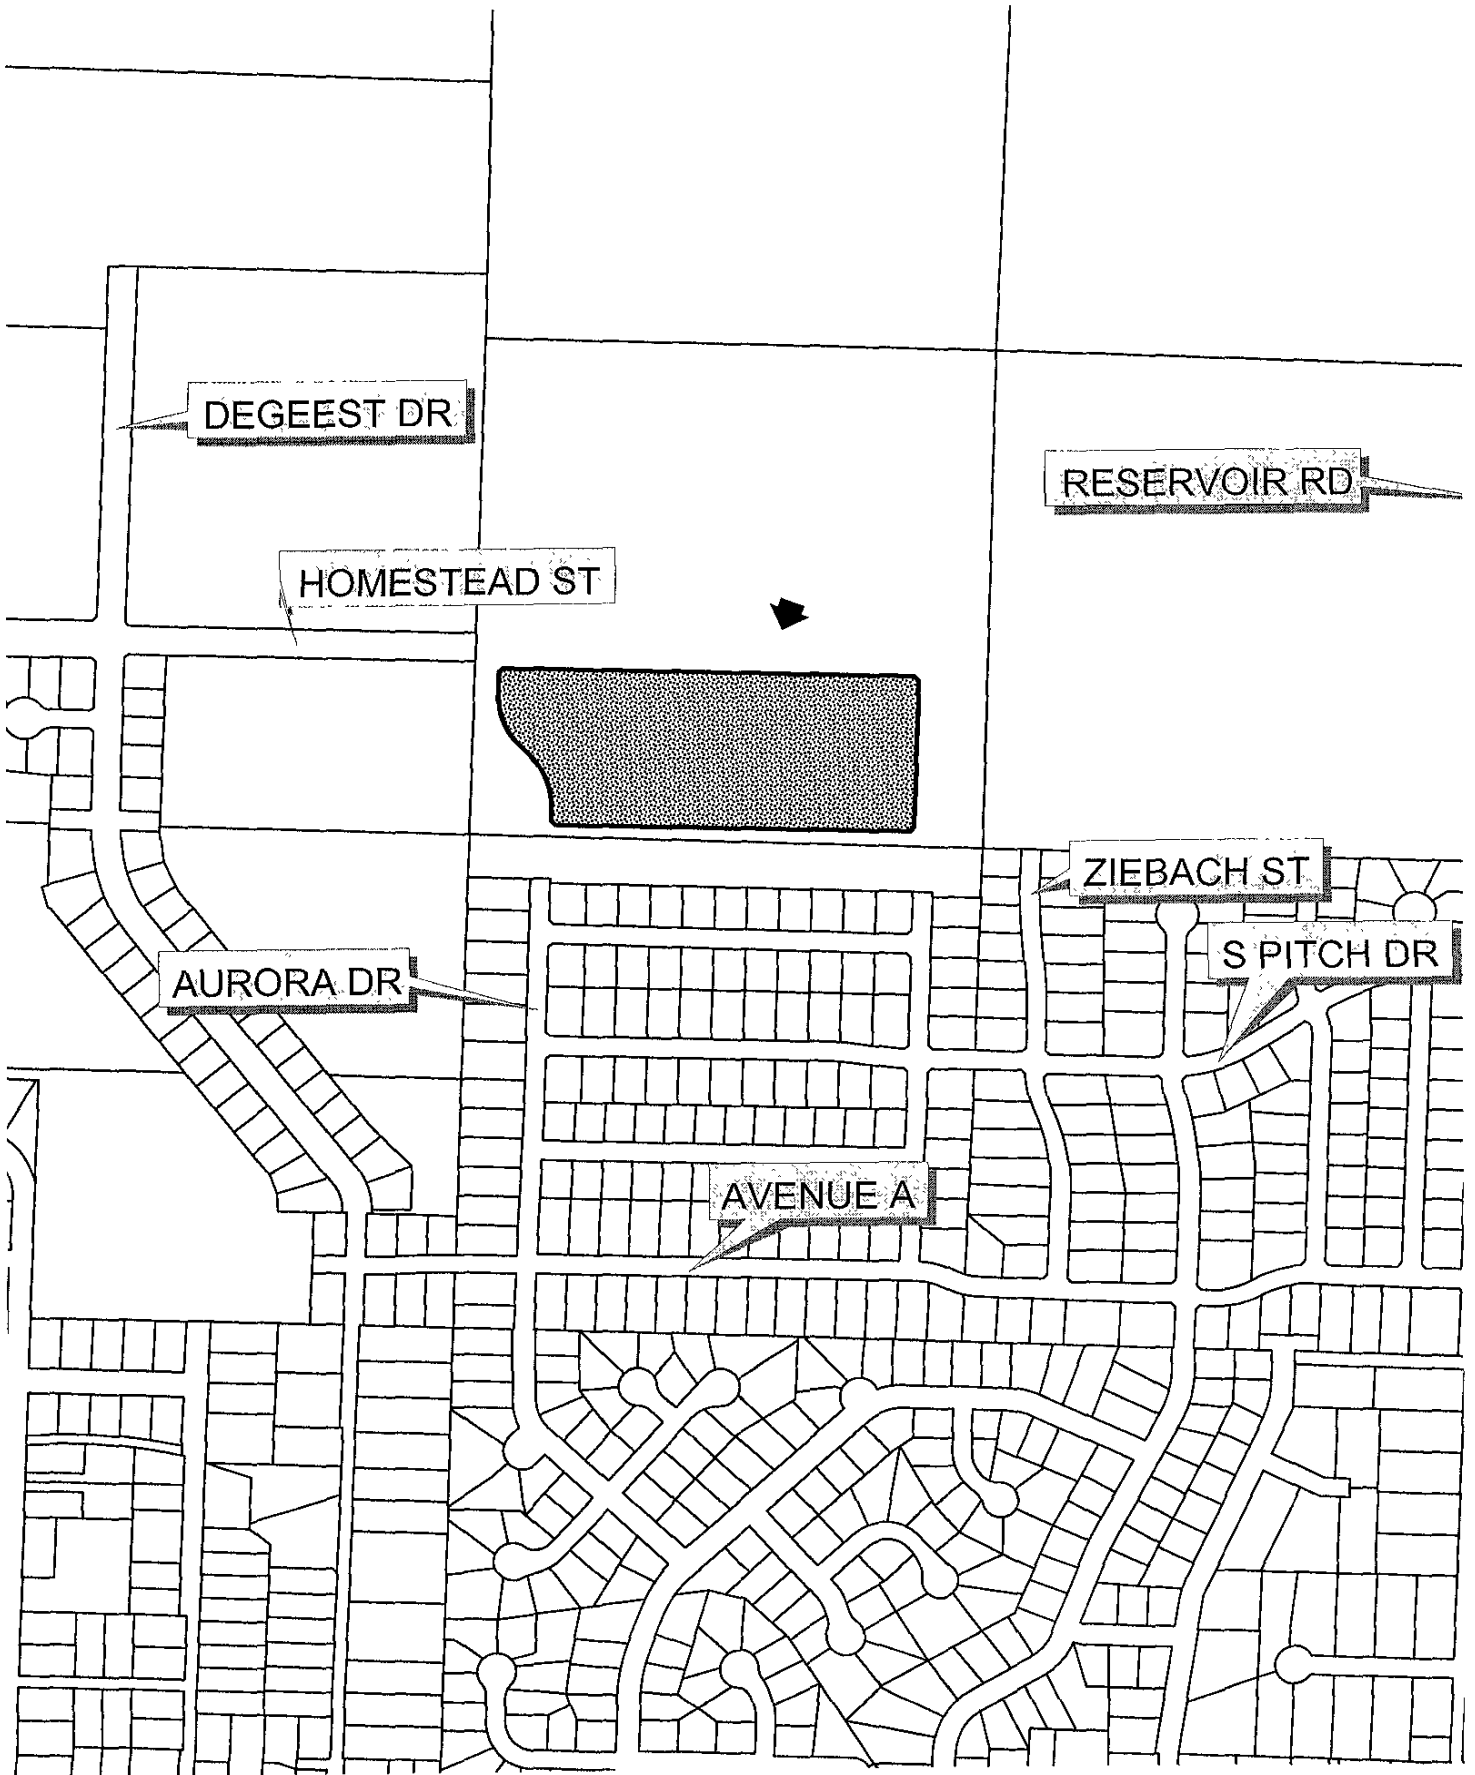 DEGEEST DR
RESERVOIR RD
HOMESTEAD ST
ZIEBACH ST
S PITCH DR
AURORA DR
AVENUE A